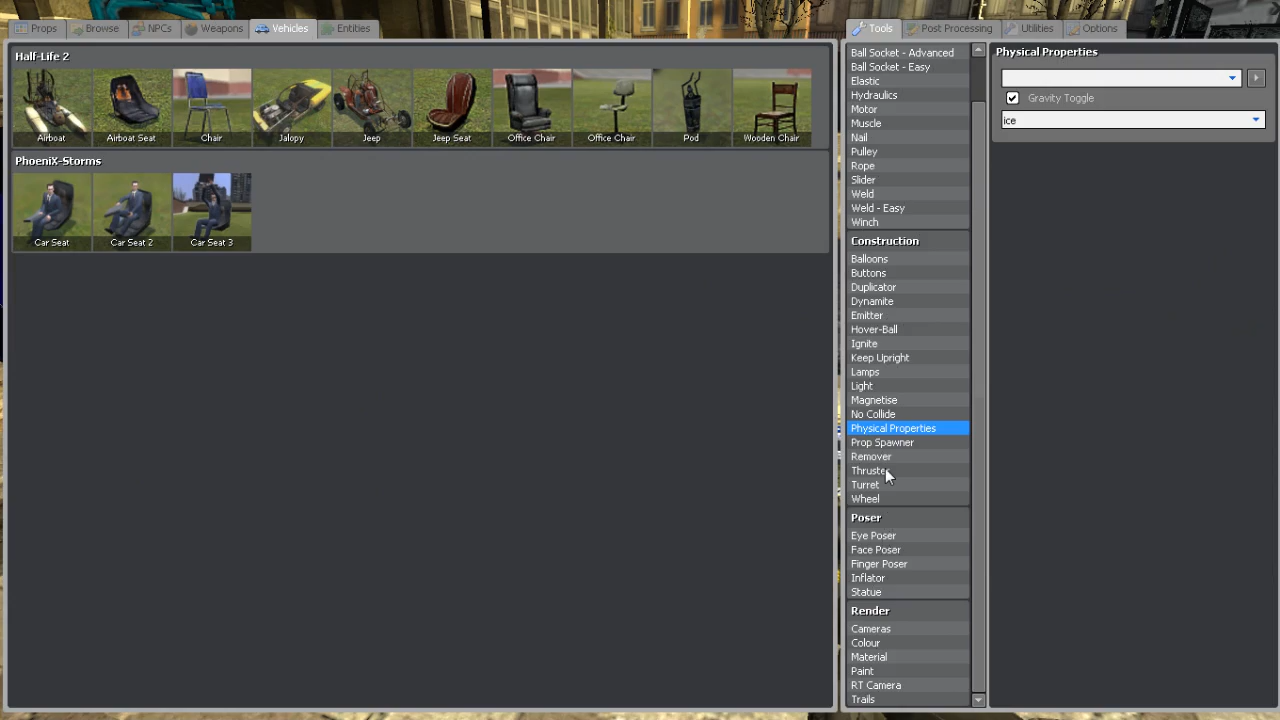 Props
Browse
NPCs
Weapons
Vehicles
Entities
Half-Life 2
Airboat
Airboat Seat
Chair
Jalopy
Jeep
Jeep Seat
Office Chair
Office Chair
Pod
Wooden Chair
PhoeniX-Storms
Car Seat
Car Seat 2
Car Seat 3
Tools
Post Processing
Utilities
Options
Ball Socket - Advanced
Ball Socket - Easy
Elastic
Hydraulics
Motor
Muscle
Nail
Pulley
Rope
Slider
Weld
Weld - Easy
Winch
Construction
Balloons
Buttons
Duplicator
Dynamite
Emitter
Hover-Ball
Ignite
Keep Upright
Lamps
Light
Magnetise
No Collide
Physical Properties
Prop Spawner
Remover
Thruster
Turret
Wheel
Poser
Eye Poser
Face Poser
Finger Poser
Inflator
Statue
Render
Cameras
Colour
Material
Paint
RT Camera
Trails
Physical Properties
Gravity Toggle
ice